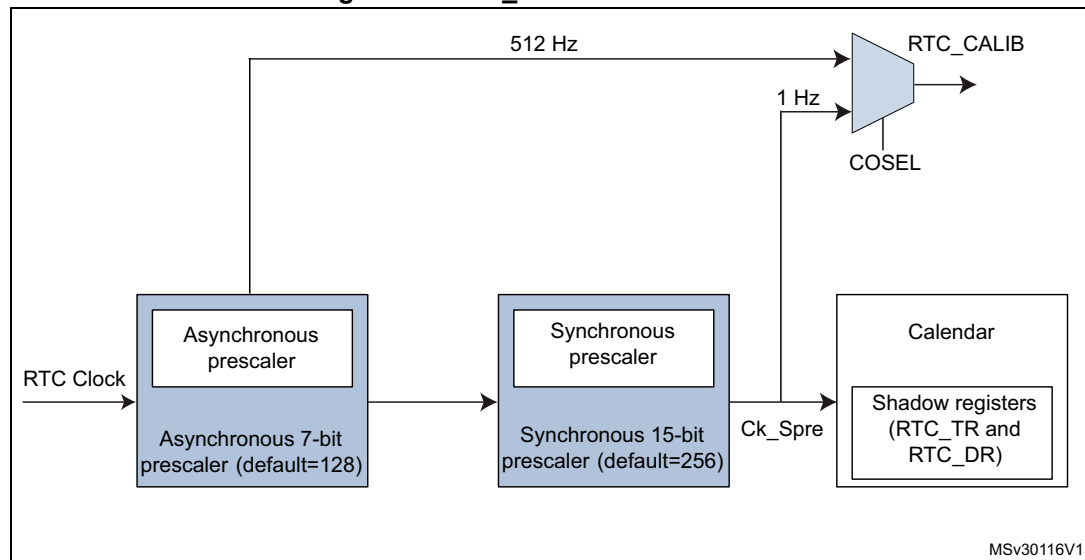 512 Hz
RTC_CALIB
1 Hz
COSEL
Asynchronous
prescaler
Synchronous
prescaler
Calendar
RTC Clock
Asynchronous 7-bit
prescaler (default=128)
Synchronous 15-bit
prescaler (default=256)
Ck_Spre
Shadow registers
(RTC_TR and
RTC_DR)
MSv30116V1